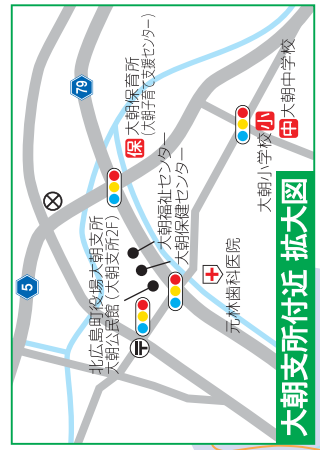 大朝支所付近 拡大図
5
79
北広島町役場大朝支所
大朝公民館(大朝支所2F)
保
大朝保育所
(大朝子育て支援センター)
大朝福祉センター
大朝保健センター
元林歯科医院
大朝小学校 小
中 大朝中学校